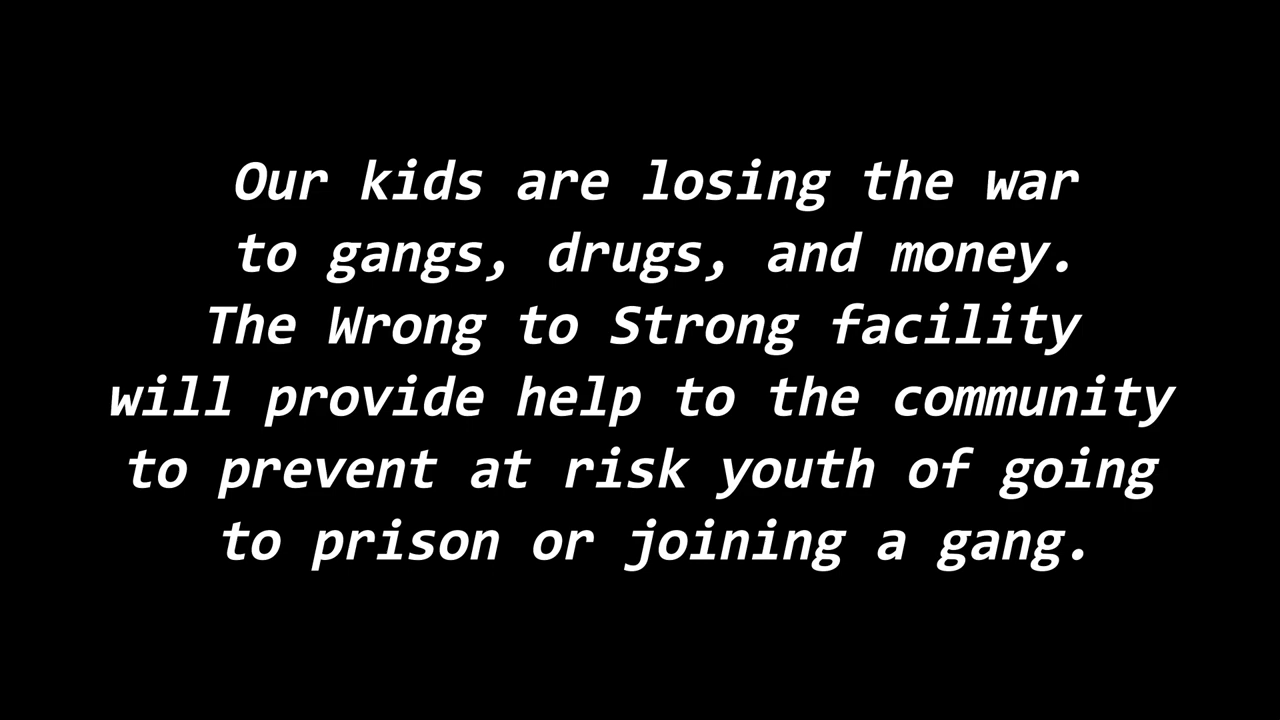 Our kids are losing the war
to gangs, drugs, and money.
The Wrong to Strong facility
will provide help to the community
to prevent at risk youth of going
to prison or joining a gang.